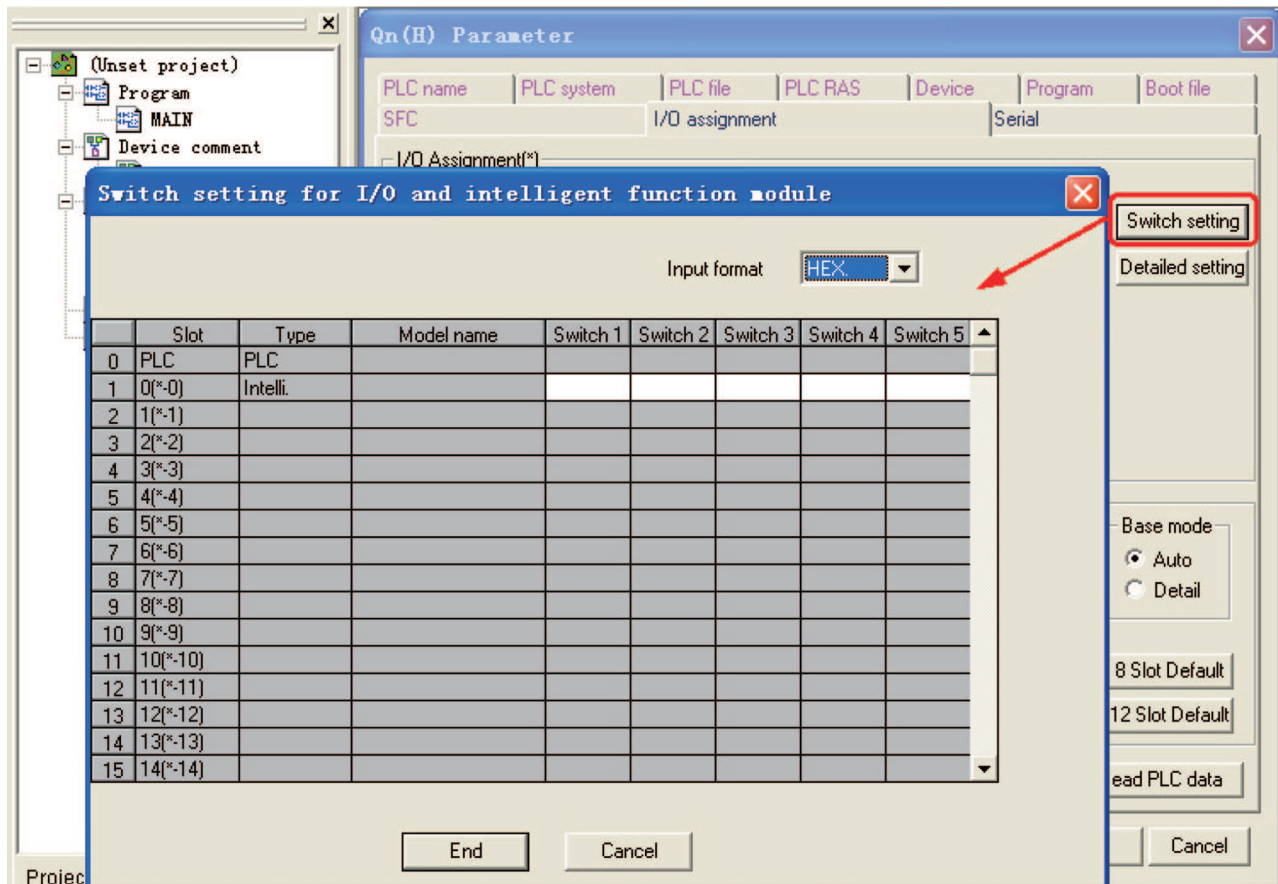 Qn(H) Parameter
(Unset project)
Program
MAIN
Device comment
PLC name PLC system PLC file PLC RAS Device Program Boot file
SFC I/O assignment Serial
I/O Assignment(*)
Switch setting for I/O and intelligent function module
Switch setting
Input format HEX.
Detailed setting
Slot Type Model name Switch 1 Switch 2 Switch 3 Switch 4 Switch 5
0 PLC PLC
1 0(*-0) Intelli.
2 1(*-1)
3 2(*-2)
4 3(*-3)
5 4(*-4)
6 5(*-5)
7 6(*-6)
8 7(*-7)
9 8(*-8)
10 9(*-9)
11 10(*-10)
12 11(*-11)
13 12(*-12)
14 13(*-13)
15 14(*-14)
Base mode
Auto
Detail
8 Slot Default
12 Slot Default
ead PLC data
End Cancel
Cancel
Projec